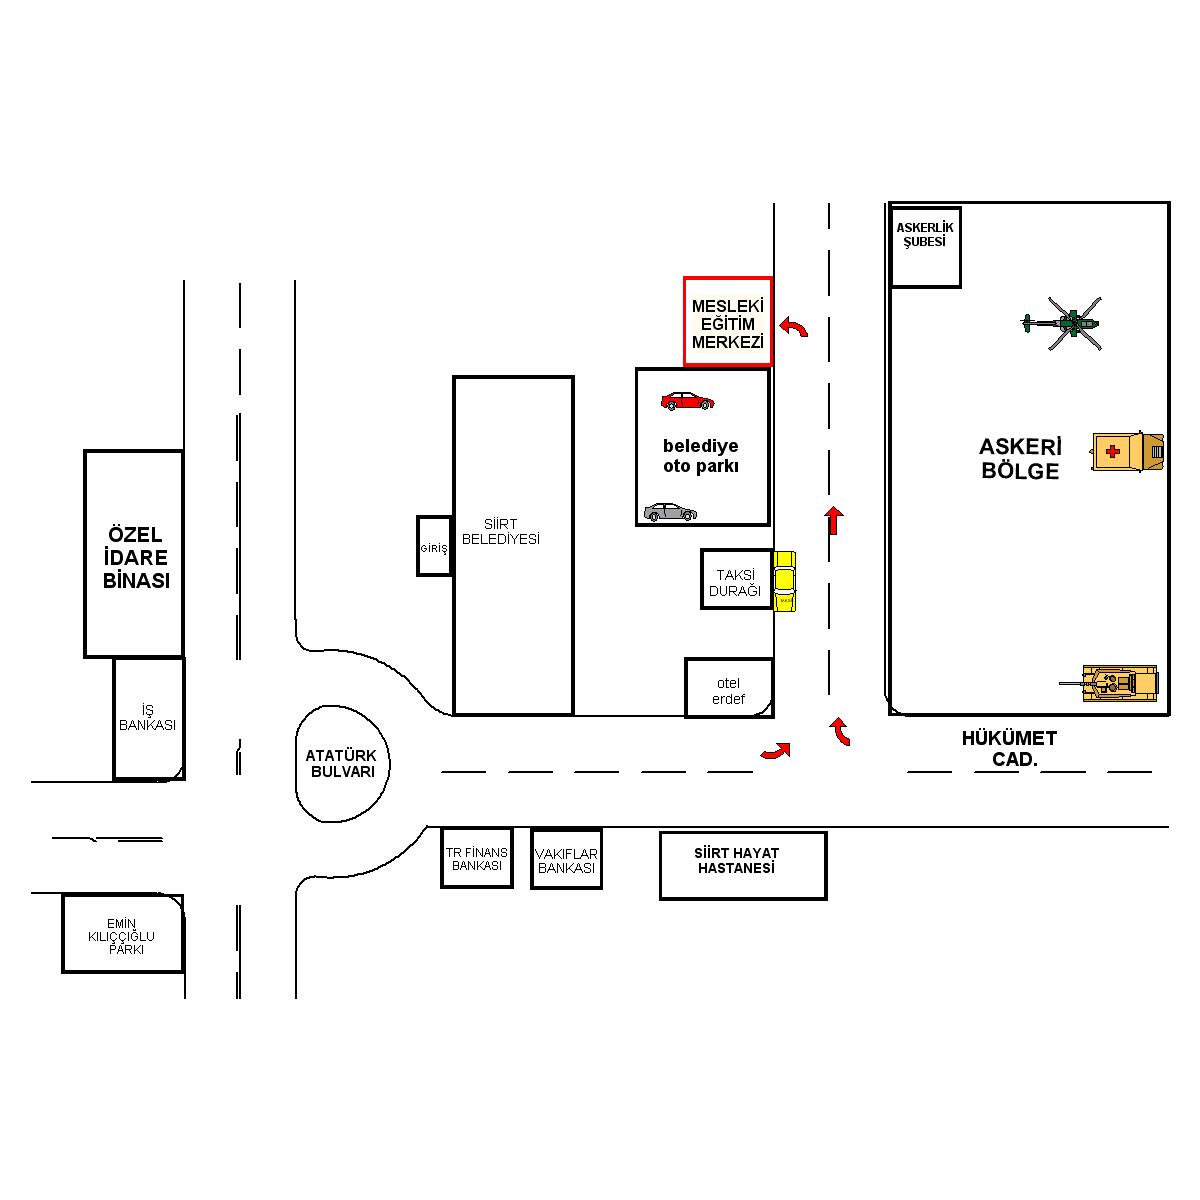 ASKERLİK
ŞUBESİ
MESLEKİ
EĞİTİM
MERKEZİ
belediye
oto parkı
ASKERİ
BÖLGE
ÖZEL
İDARE
BİNASI
GİRİŞ
SİİRT
BELEDİYESİ
TAKSİ
DURAĞI
İŞ
BANKASI
otel
erdef
ATATÜRK
BULVARI
HÜKÜMET
CAD.
TR FİNANS
BANKASI
VAKIFLAR
BANKASI
SİİRT HAYAT
HASTANESİ
EMİN
KILIÇÇIĞLU
PARKI